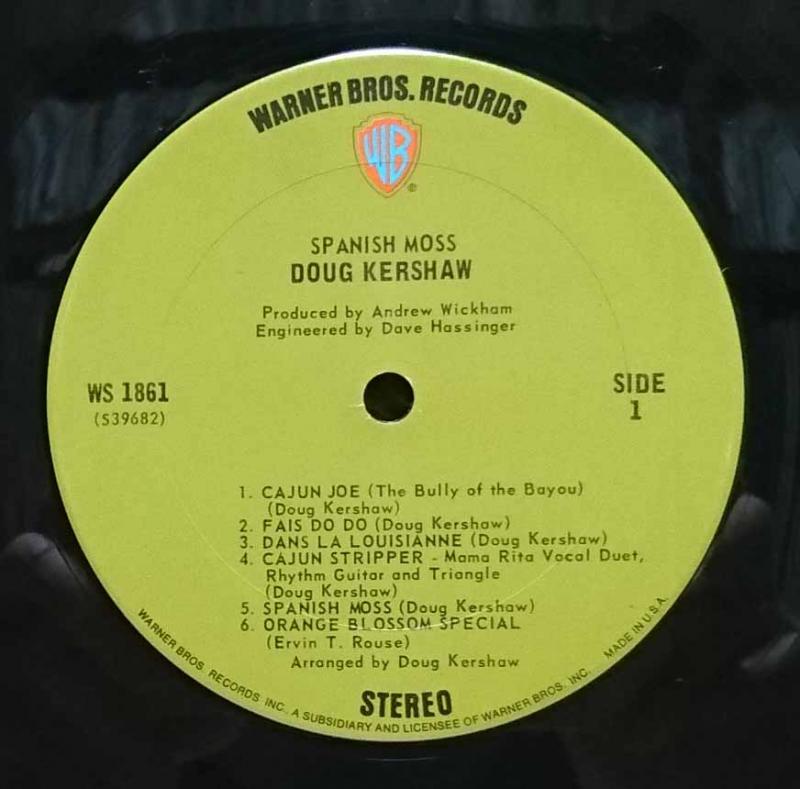 WARNER BROS. RECORDS
WB
®
SPANISH MOSS
DOUG KERSHAW
Produced by Andrew Wickham
Engineered by Dave Hassinger
WS 1861
(S39682)
SIDE
1
1. CAJUN JOE (The Bully of the Bayou)
(Doug Kershaw)
2. FAIS DO DO (Doug Kershaw)
3. DANS LA LOUISIANNE (Doug Kershaw)
4. CAJUN STRIPPER - Mama Rita Vocal Duet,
Rhythm Guitar and Triangle
(Doug Kershaw)
5. SPANISH MOSS (Doug Kershaw)
6. ORANGE BLOSSOM SPECIAL
(Ervin T. Rouse)
Arranged by Doug Kershaw
STEREO
WARNER BROS. RECORDS INC. A SUBSIDIARY AND LICENSEE OF WARNER BROS. INC. MADE IN U.S.A.